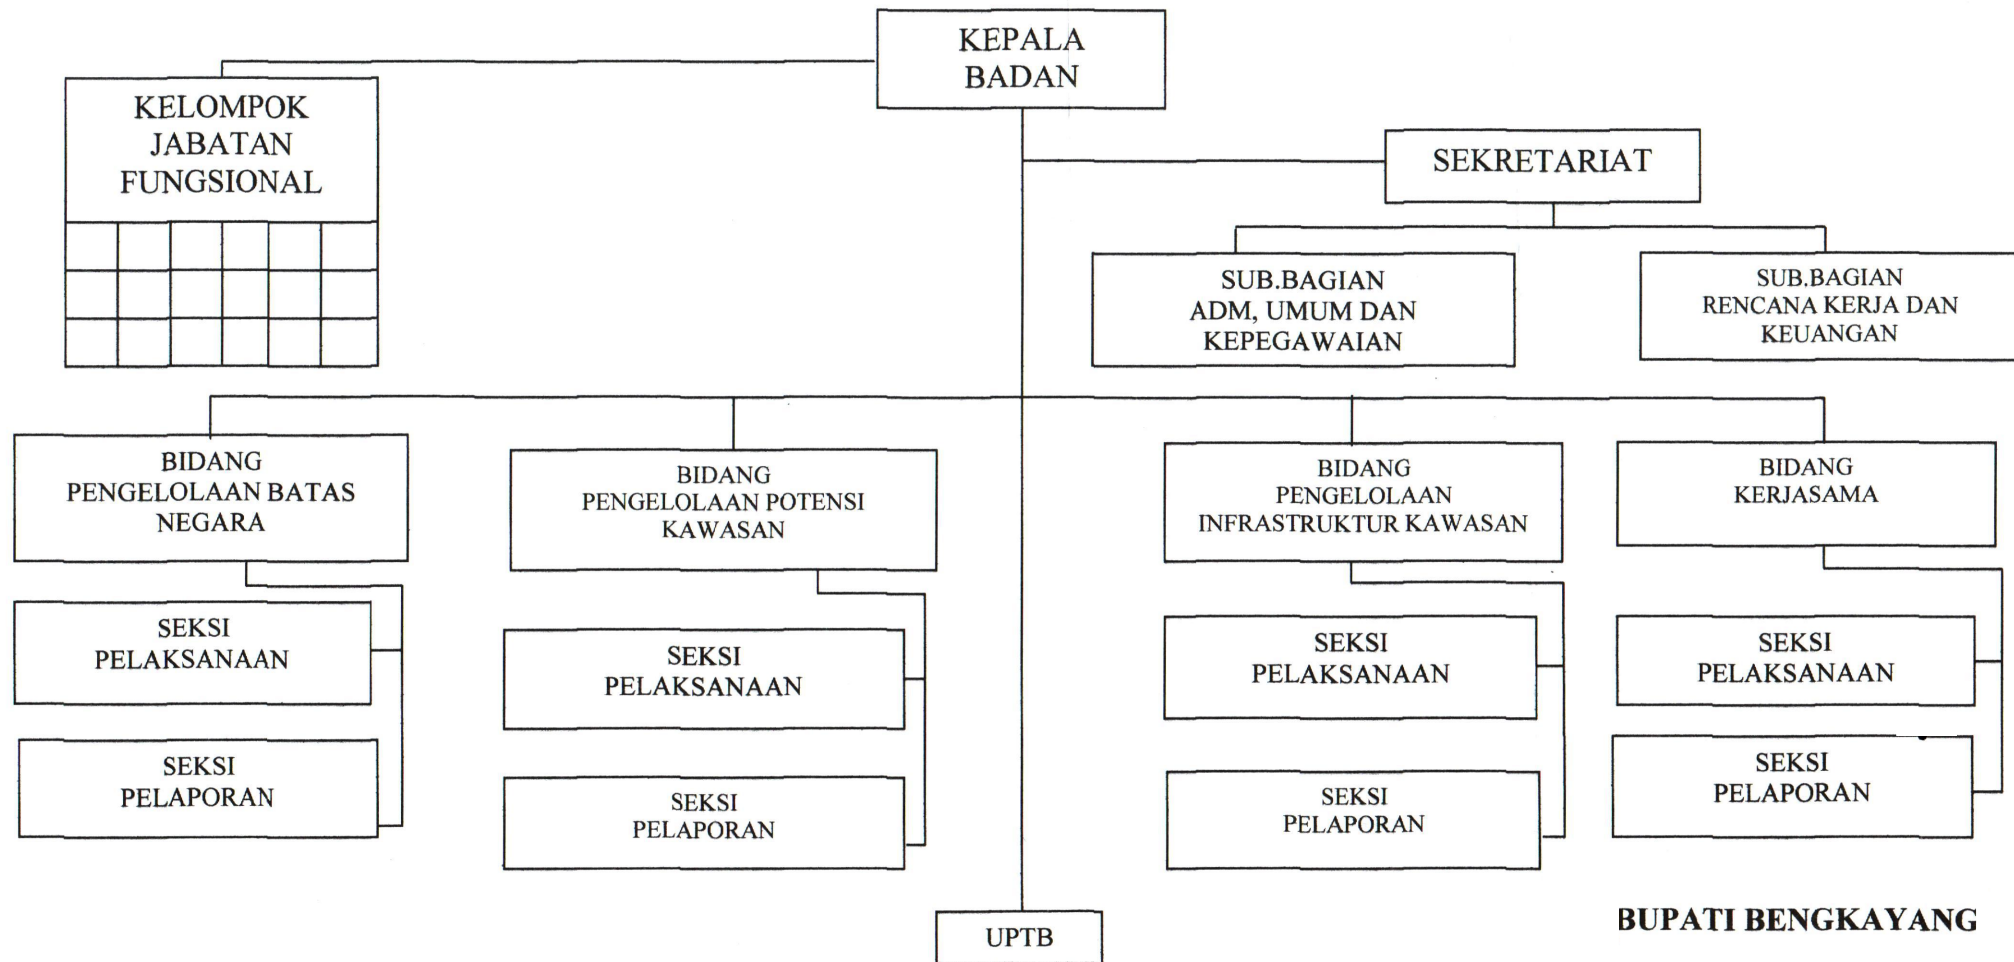 KEPALA
BADAN
KELOMPOK
JABATAN
FUNGSIONAL
SEKRETARIAT
SUB.BAGIAN
ADM, UMUM DAN
KEPEGAWAIAN
SUB.BAGIAN
RENCANA KERJA DAN
KEUANGAN
BIDANG
PENGELOLAAN BATAS
NEGARA
BIDANG
PENGELOLAAN POTENSI
KAWASAN
BIDANG
PENGELOLAAN
INFRASTRUKTUR KAWASAN
BIDANG
KERJASAMA
SEKSI
PELAKSANAAN
SEKSI
PELAKSANAAN
SEKSI
PELAKSANAAN
SEKSI
PELAKSANAAN
SEKSI
PELAPORAN
SEKSI
PELAPORAN
SEKSI
PELAPORAN
SEKSI
PELAPORAN
UPTB
BUPATI BENGKAYANG